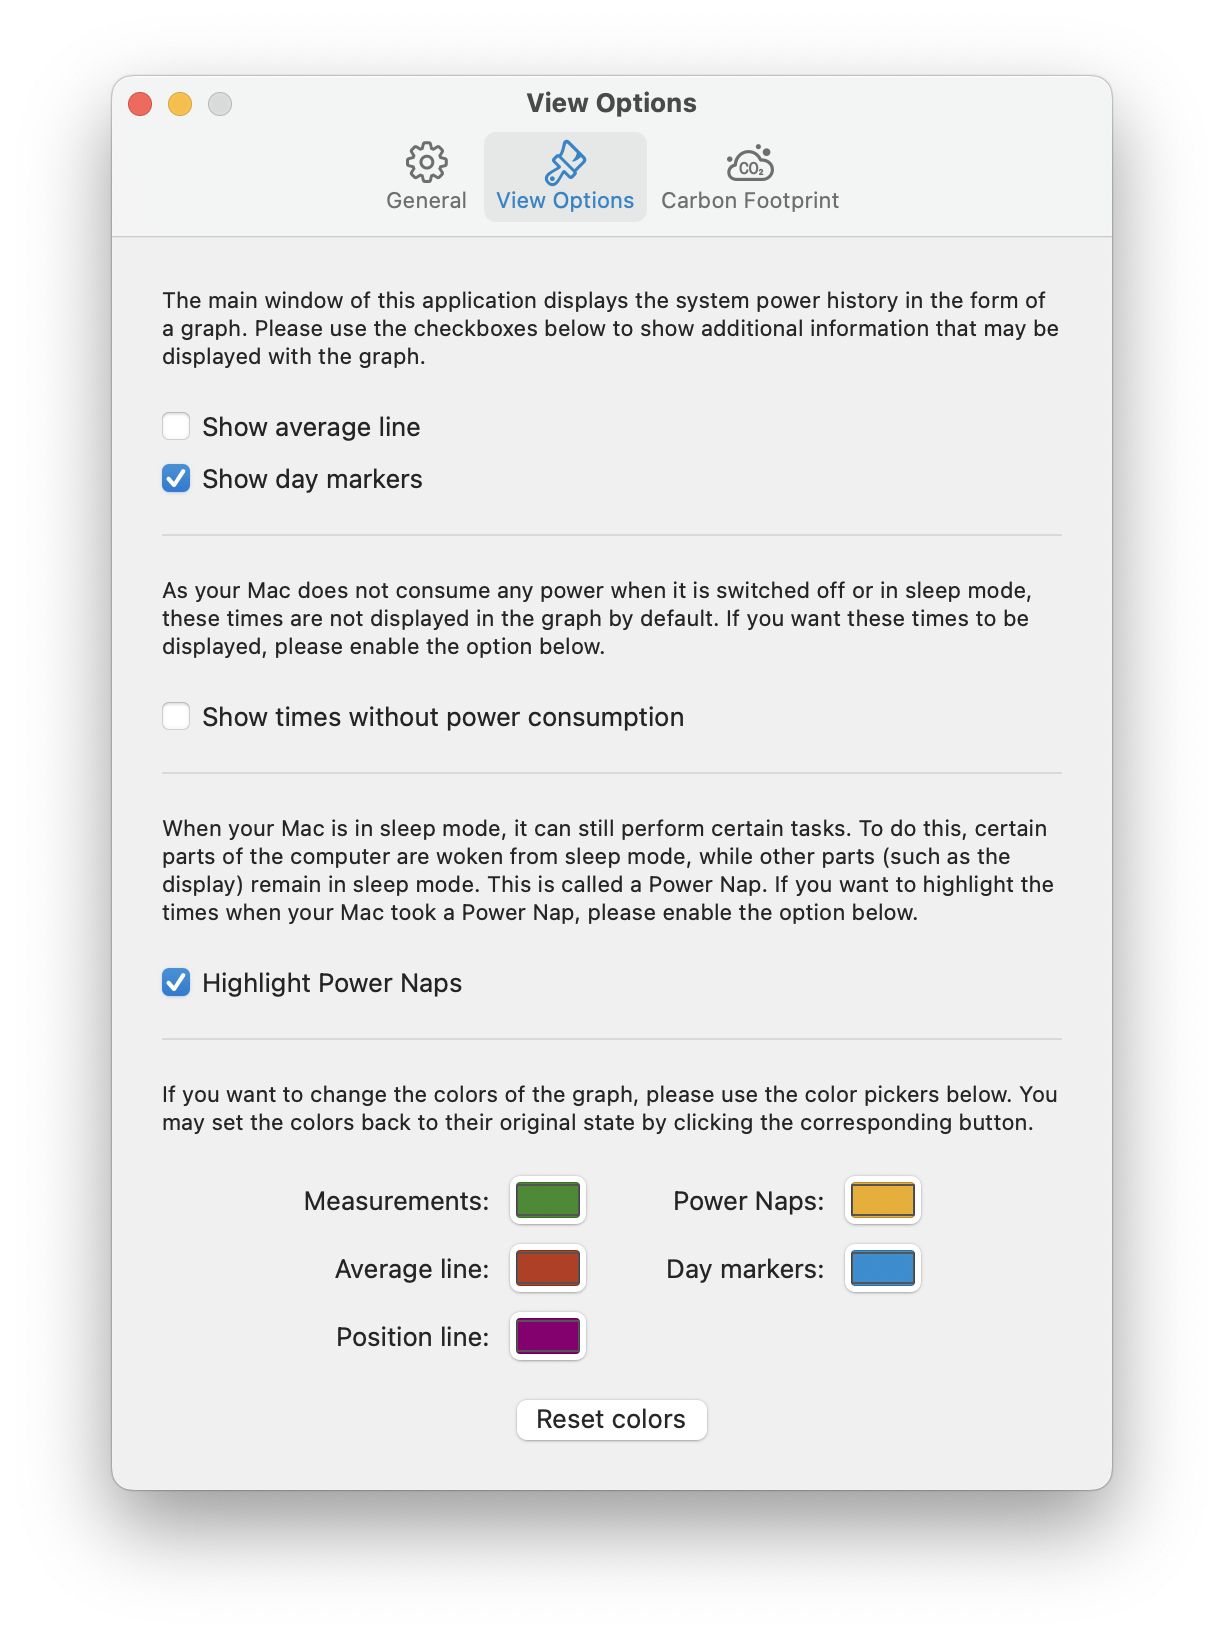 View Options
General
View Options
CO₂
Carbon Footprint
The main window of this application displays the system power history in the form of
a graph. Please use the checkboxes below to show additional information that may be
displayed with the graph.
Show average line
Show day markers
As your Mac does not consume any power when it is switched off or in sleep mode,
these times are not displayed in the graph by default. If you want these times to be
displayed, please enable the option below.
Show times without power consumption
When your Mac is in sleep mode, it can still perform certain tasks. To do this, certain
parts of the computer are woken from sleep mode, while other parts (such as the
display) remain in sleep mode. This is called a Power Nap. If you want to highlight the
times when your Mac took a Power Nap, please enable the option below.
Highlight Power Naps
If you want to change the colors of the graph, please use the color pickers below. You
may set the colors back to their original state by clicking the corresponding button.
Measurements:
Power Naps:
Average line:
Day markers:
Position line:
Reset colors